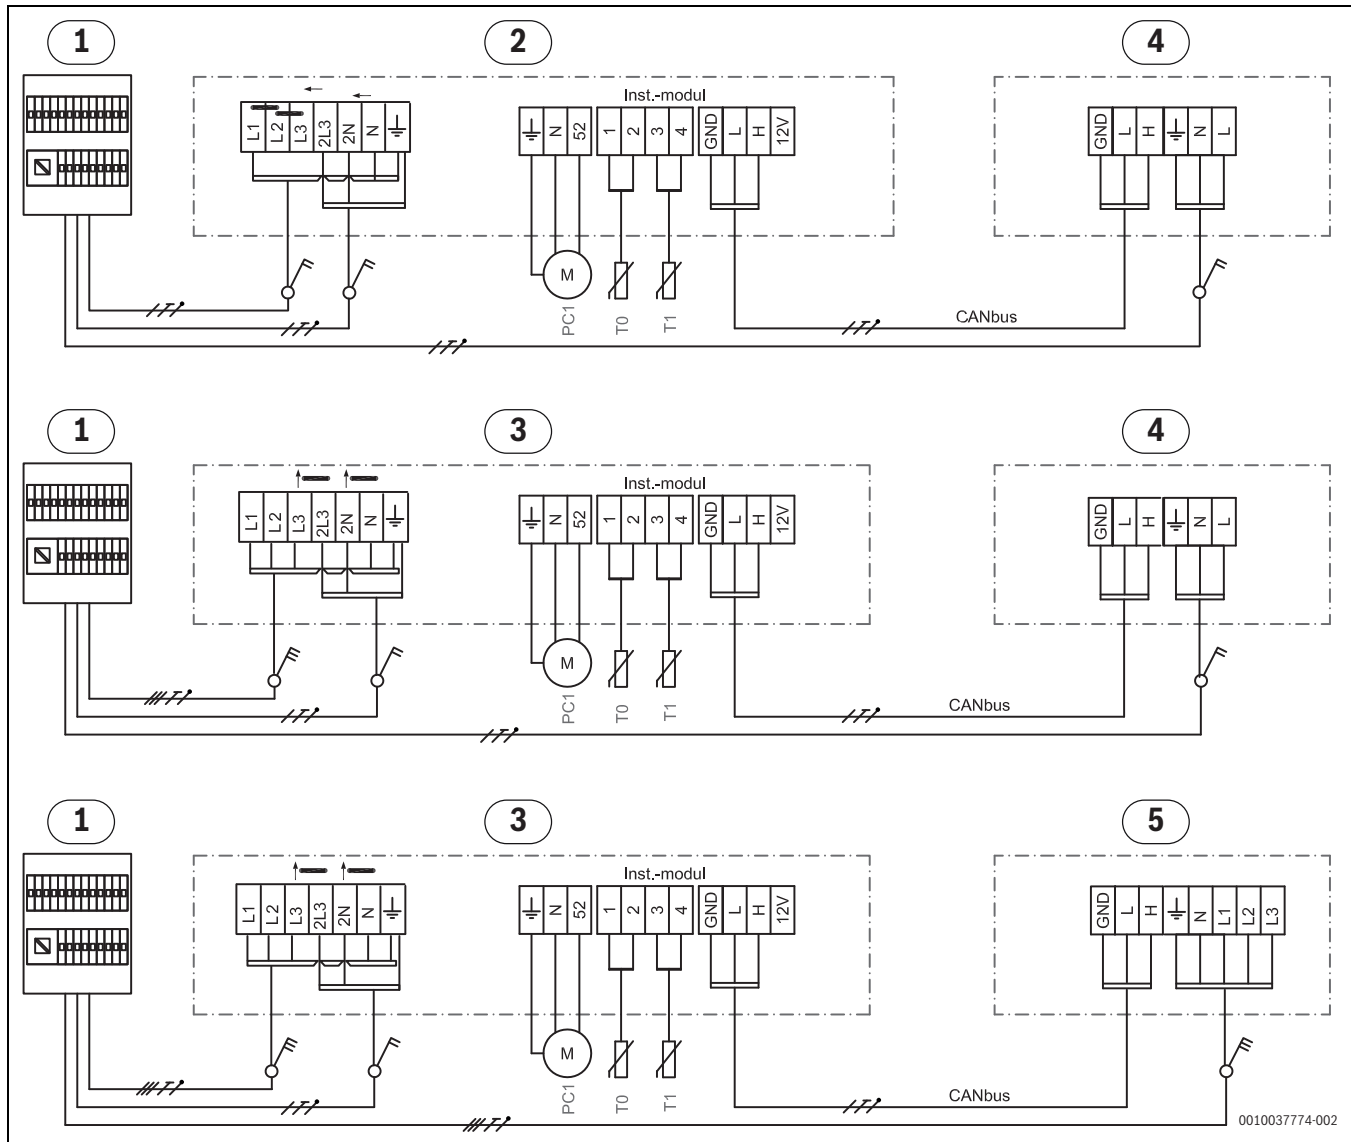 1 2 4
Inst.-modul
L1 L2 L3 2L3 2N N
N 52
1 2 3 4
GND L H 12V
GND L H N L
M
PC1 T0 T1
CANbus
1 3 4
Inst.-modul
L1 L2 L3 2L3 2N N
N 52
1 2 3 4
GND L H 12V
GND L H N L
M
PC1 T0 T1
CANbus
1 3 5
Inst.-modul
L1 L2 L3 2L3 2N N
N 52
1 2 3 4
GND L H 12V
GND L H N L1 L2 L3
M
PC1 T0 T1
CANbus
0010037774-002